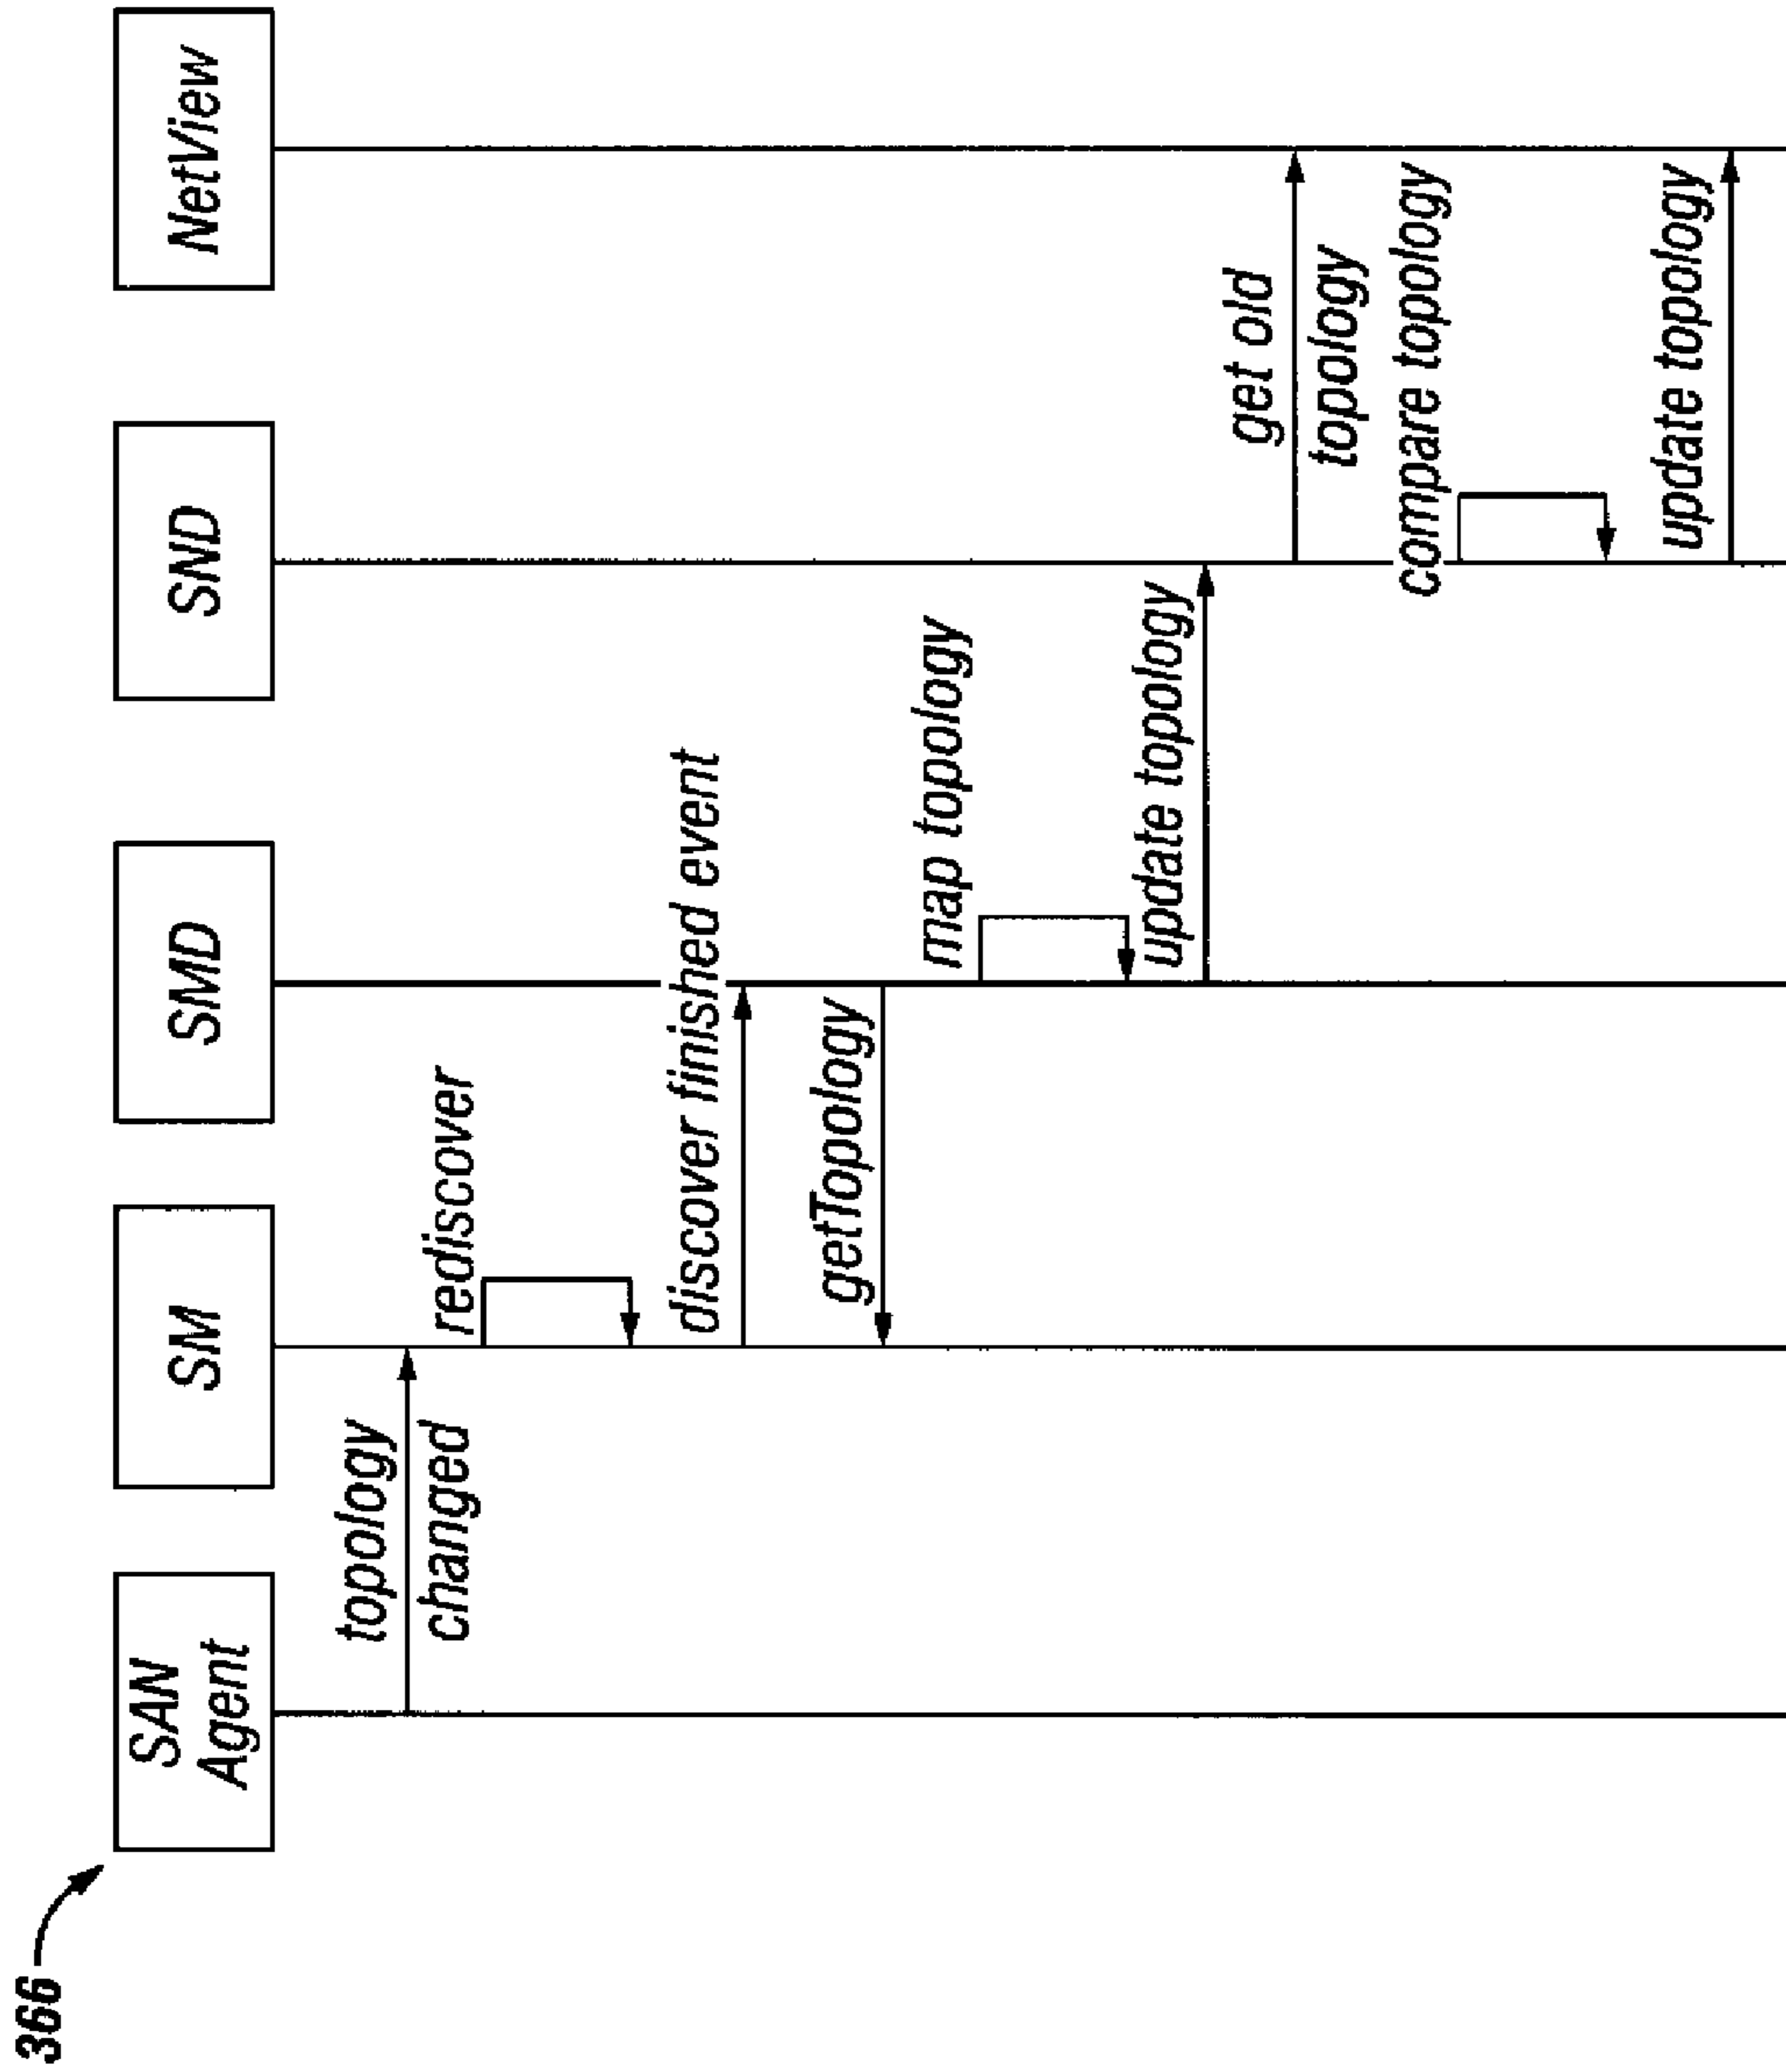 366
SAN
Agent
SM
SMD
SND
NetView
topology
changed
rediscover
discover finished event
getTopology
map topology
update topology
get old
topology
compare topology
update topology